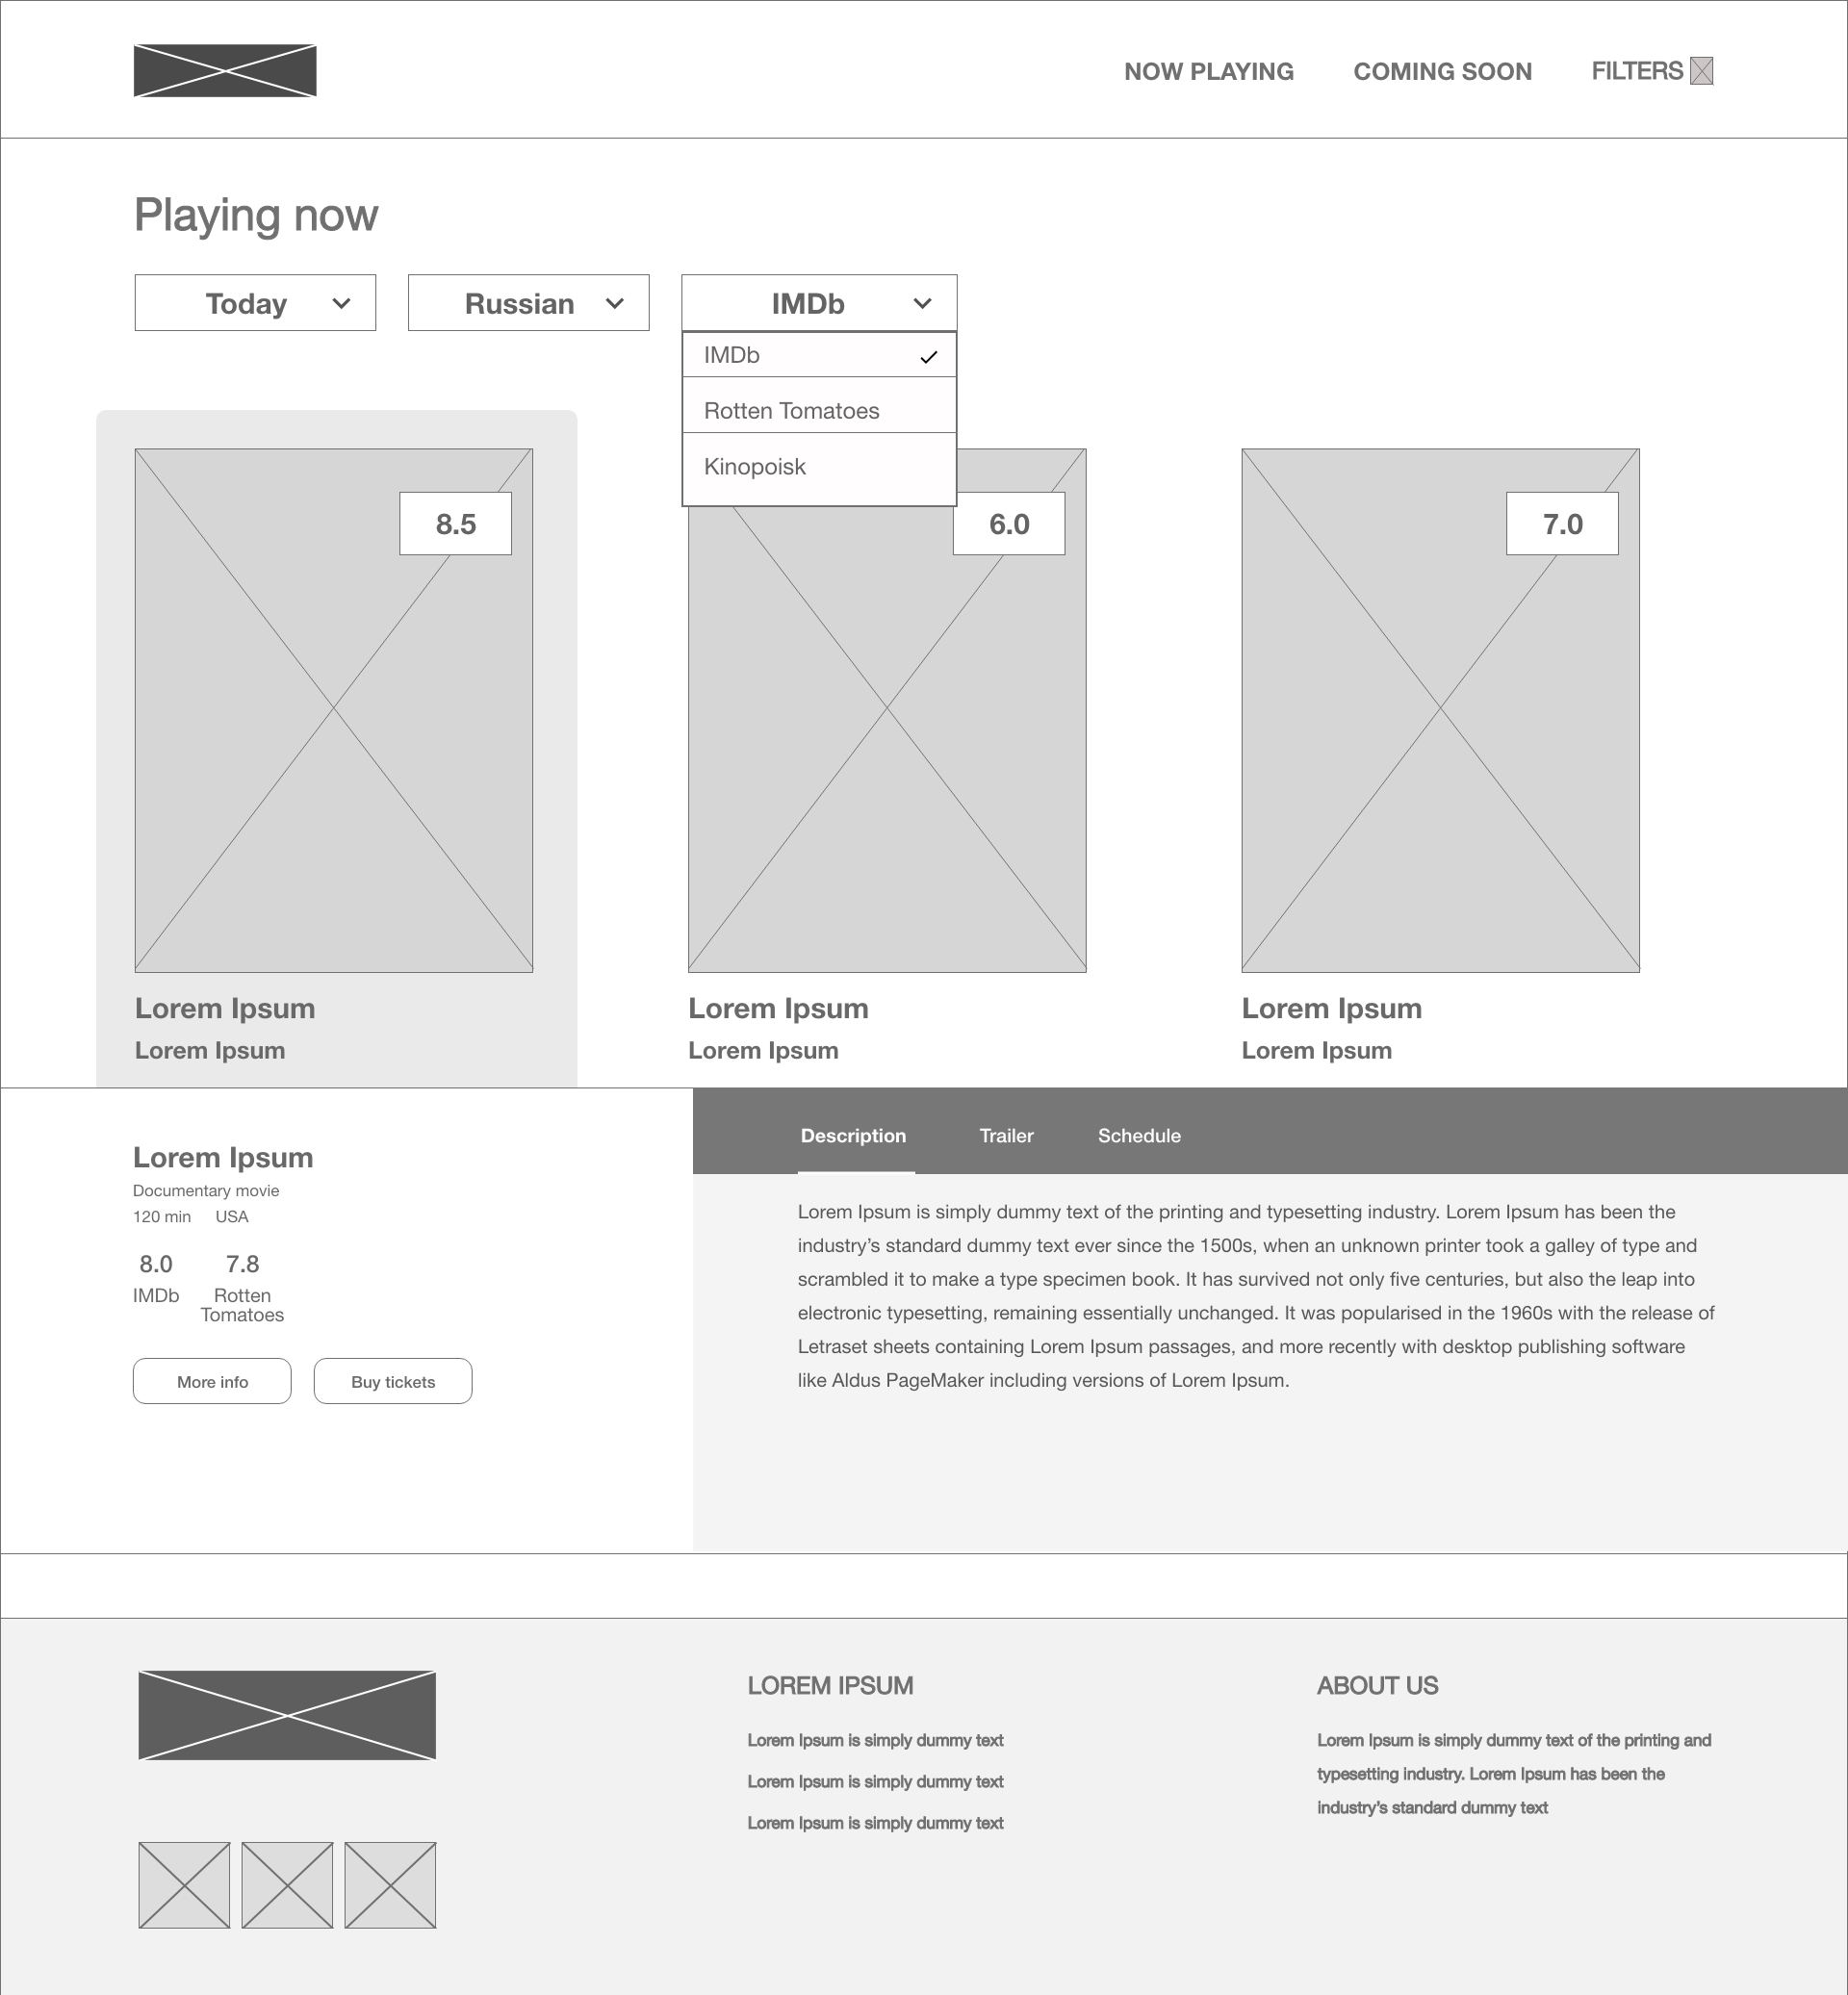 NOW PLAYING
COMING SOON
FILTERS
Playing now
Today
Russian
IMDb
IMDb
Rotten Tomatoes
Kinopoisk
8.5
6.0
7.0
Lorem Ipsum
Lorem Ipsum
Lorem Ipsum
Lorem Ipsum
Lorem Ipsum
Lorem Ipsum
Lorem Ipsum
Documentary movie
120 min USA
8.0
IMDb
7.8
Rotten
Tomatoes
More info
Buy tickets
Description
Trailer
Schedule
Lorem Ipsum is simply dummy text of the printing and typesetting industry. Lorem Ipsum has been the
industry’s standard dummy text ever since the 1500s, when an unknown printer took a galley of type and
scrambled it to make a type specimen book. It has survived not only five centuries, but also the leap into
electronic typesetting, remaining essentially unchanged. It was popularised in the 1960s with the release of
Letraset sheets containing Lorem Ipsum passages, and more recently with desktop publishing software
like Aldus PageMaker including versions of Lorem Ipsum.
LOREM IPSUM
Lorem Ipsum is simply dummy text
Lorem Ipsum is simply dummy text
Lorem Ipsum is simply dummy text
ABOUT US
Lorem Ipsum is simply dummy text of the printing and
typesetting industry. Lorem Ipsum has been the
industry’s standard dummy text